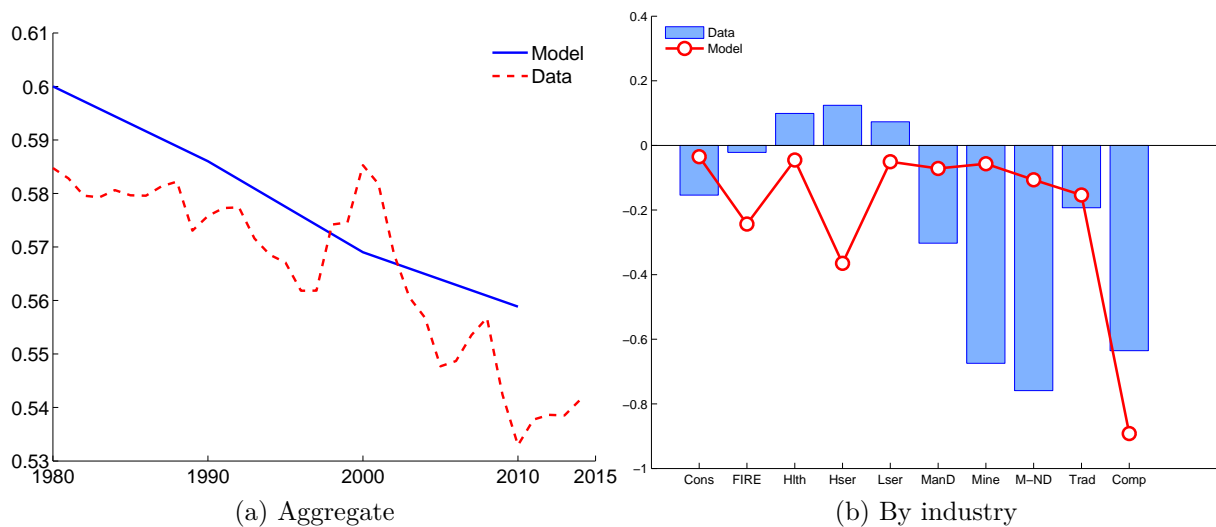 0.61
0.6
0.59
0.58
0.57
0.56
0.55
0.54
0.53
1980 1990 2000 2010 2015
Model
Data
(a) Aggregate
0.4
0.2
0
−0.2
−0.4
−0.6
−0.8
−1
Data
Model
Cons FIRE Hlth Hser Lser ManD Mine M−ND Trad Comp
(b) By industry